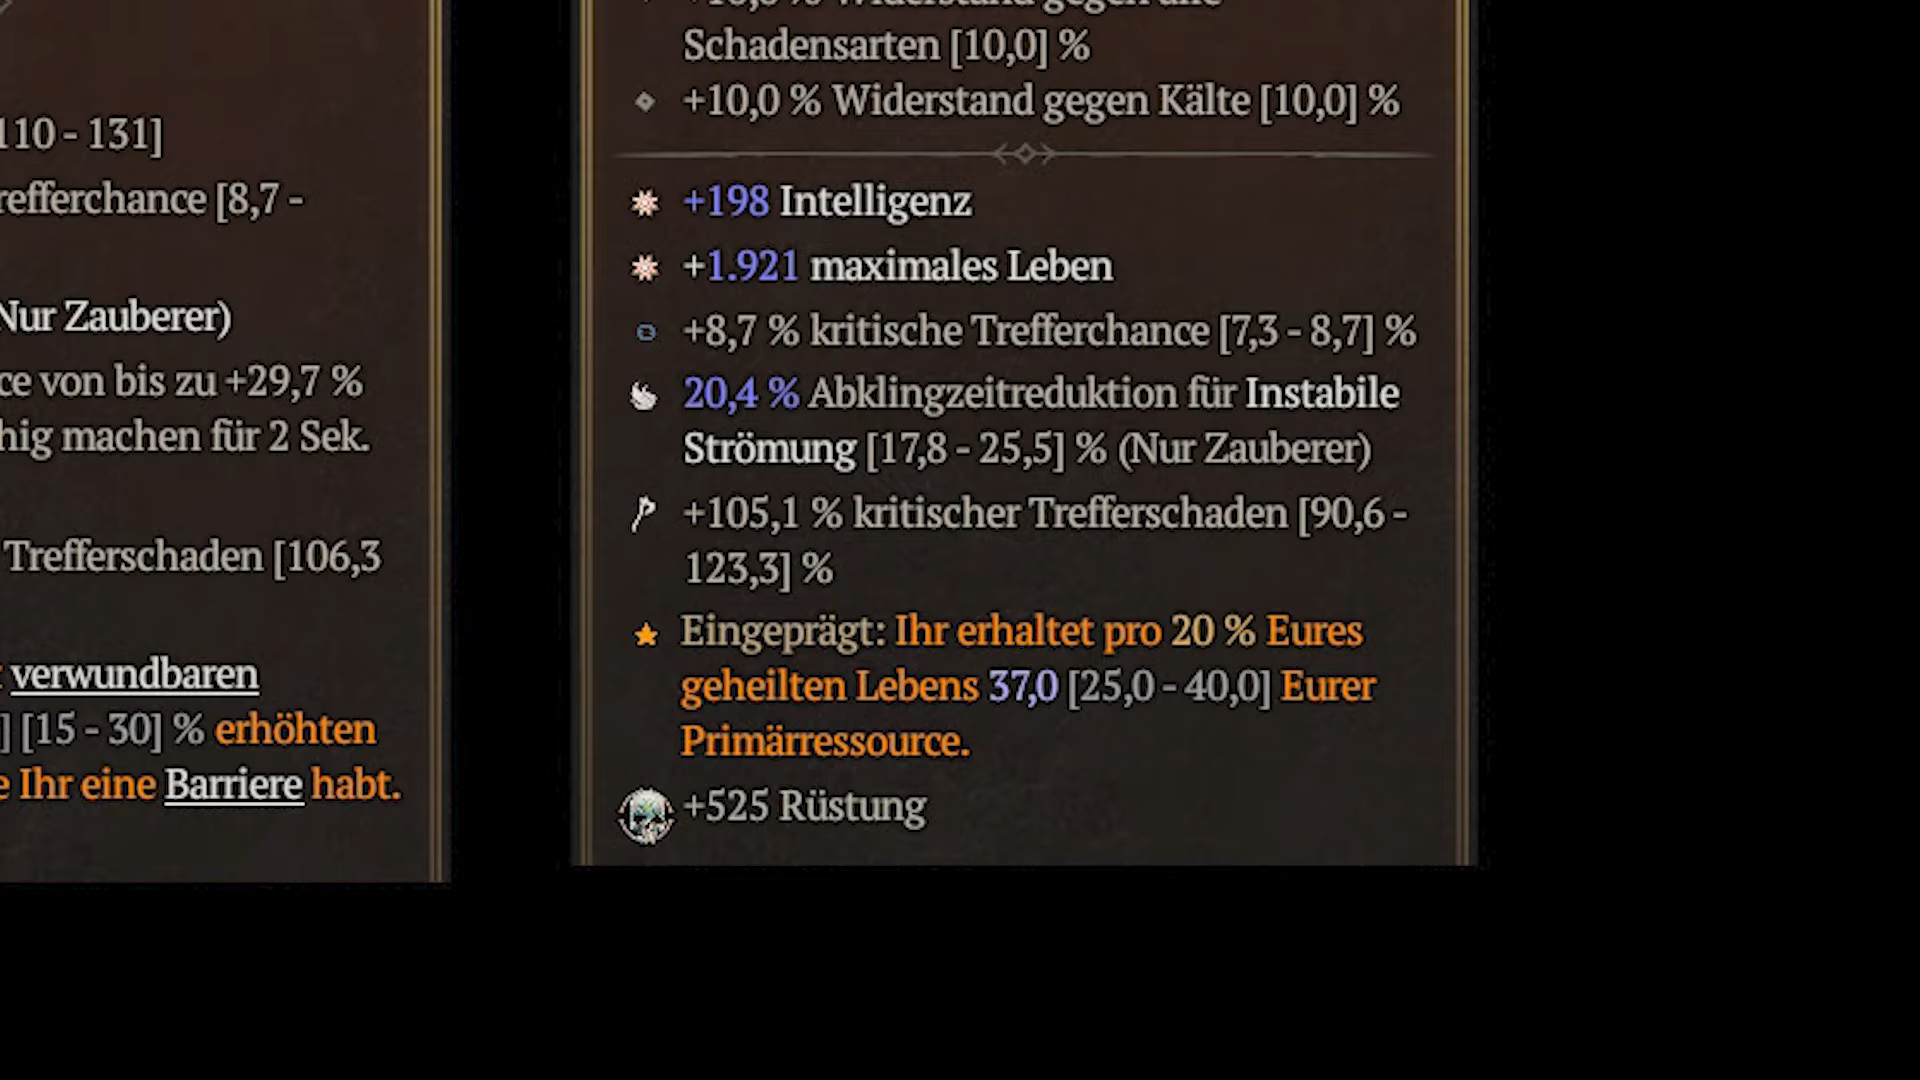 110 - 131]
Trefferchance [8,7 -
(Nur Zauberer)
von bis zu +29,7 %
machen für 2 Sek.
Trefferschaden [106,3
verwundbaren
] [15 - 30] % erhöhten
Ihr eine Barriere habt.
Widerstand gegen alle
Schadensarten [10,0] %
+10,0 % Widerstand gegen Kälte [10,0] %
+198 Intelligenz
+1.921 maximales Leben
+8,7 % kritische Trefferchance [7,3 - 8,7] %
20,4 % Abklingzeitreduktion für Instabile
Strömung [17,8 - 25,5] % (Nur Zauberer)
+105,1 % kritischer Trefferschaden [90,6 -
123,3] %
Eingeprägt: Ihr erhaltet pro 20 % Eures
geheilten Lebens 37,0 [25,0 - 40,0] Eurer
Primärressource.
+525 Rüstung